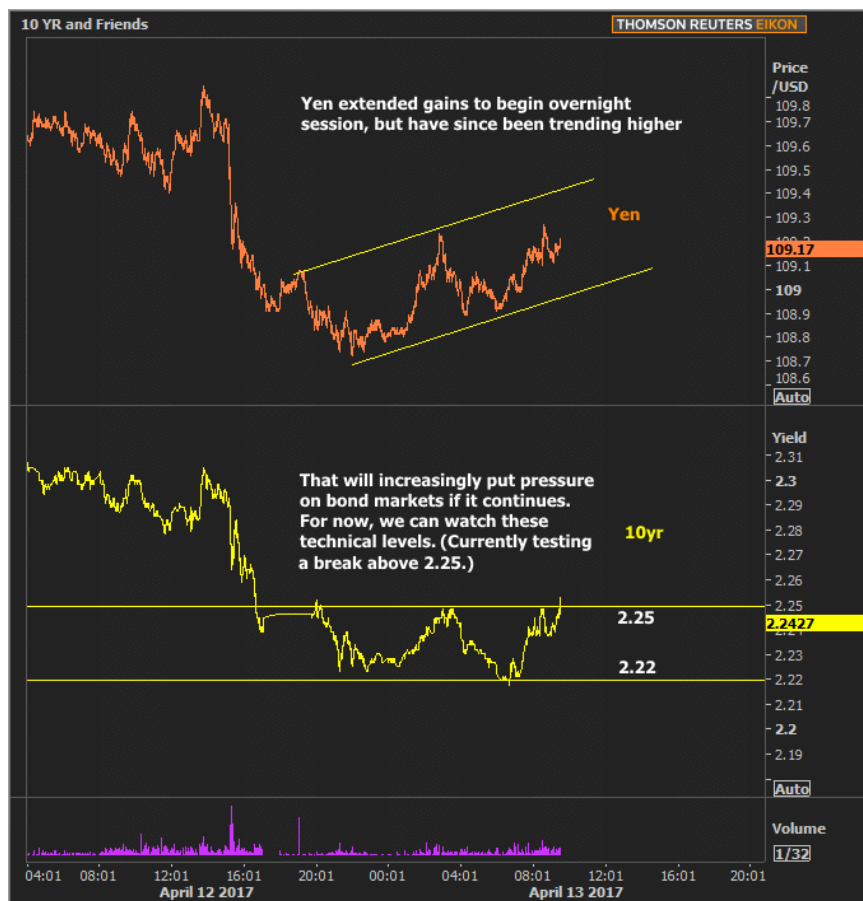 10 YR and Friends
THOMSON REUTERS EIKON
Price
/USD
Yen extended gains to begin overnight
session, but have since been trending higher
109.8
109.7
109.6
109.5
109.4
109.3
Yen
109.17
109.1
109
108.9
108.8
108.7
108.6
Auto
Yield
2.31
2.3
2.29
2.28
2.27
2.26
2.25
That will increasingly put pressure
on bond markets if it continues.
For now, we can watch these
technical levels. (Currently testing
a break above 2.25.)
10yr
2.25
2.2427
2.23
2.22
2.22
2.21
2.2
2.19
Auto
Volume
1/32
04:01 08:01 12:01 16:01 20:01 00:01 04:01 08:01 12:01 16:01 20:01
April 12 2017 April 13 2017